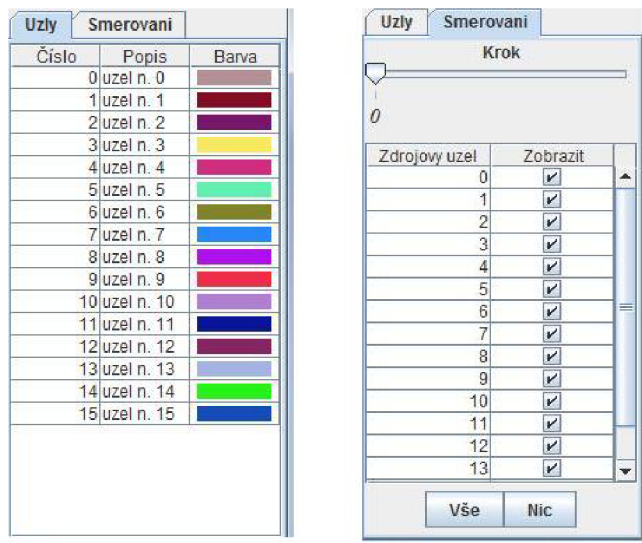 Uzly Smerovani
Číslo Popis Barva
0 uzel n. 0
1 uzel n. 1
2 uzel n. 2
3 uzel n. 3
4 uzel n. 4
5 uzel n. 5
6 uzel n. 6
7 uzel n. 7
8 uzel n. 8
9 uzel n. 9
10 uzel n. 10
11 uzel n. 11
12 uzel n. 12
13 uzel n. 13
14 uzel n. 14
15 uzel n. 15
Uzly Smerovani
Krok
0
Zdrojovy uzel Zobrazit
0
1
2
3
4
5
6
7
8
9
10
11
12
13
Vše Nic